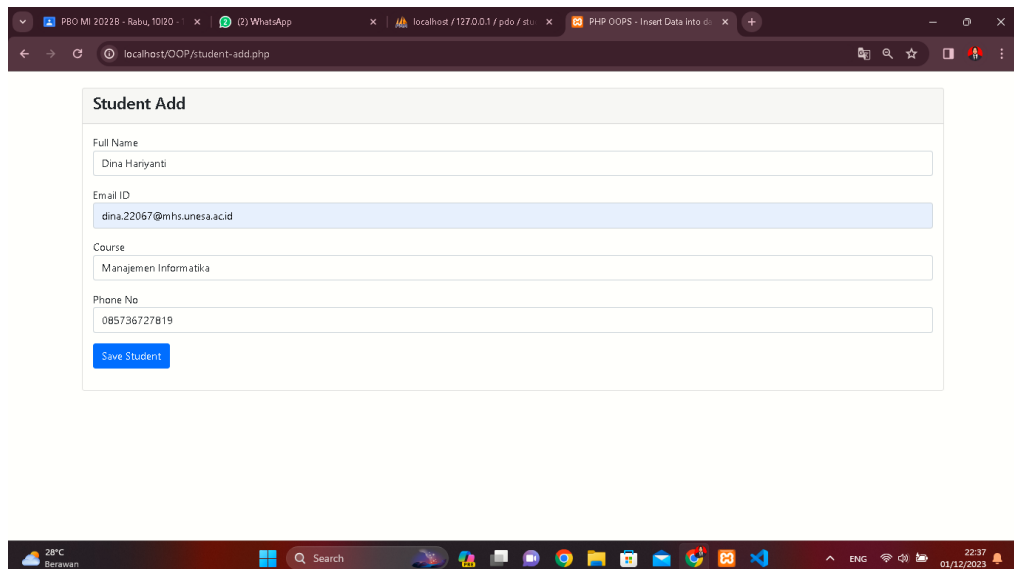 PBO MI 2022B - Rabu, 10|20 -
(2) WhatsApp
localhost / 127.0.0.1 / pdo / stu
PHP OOPS - Insert Data into da
localhost/OOP/student-add.php
Student Add
Full Name
Dina Hariyanti
Email ID
dina.22067@mhs.unesa.ac.id
Course
Manajemen Informatika
Phone No
085736727819
Save Student
28°C
Berawan
Search
ENG
22:37
01/12/2023